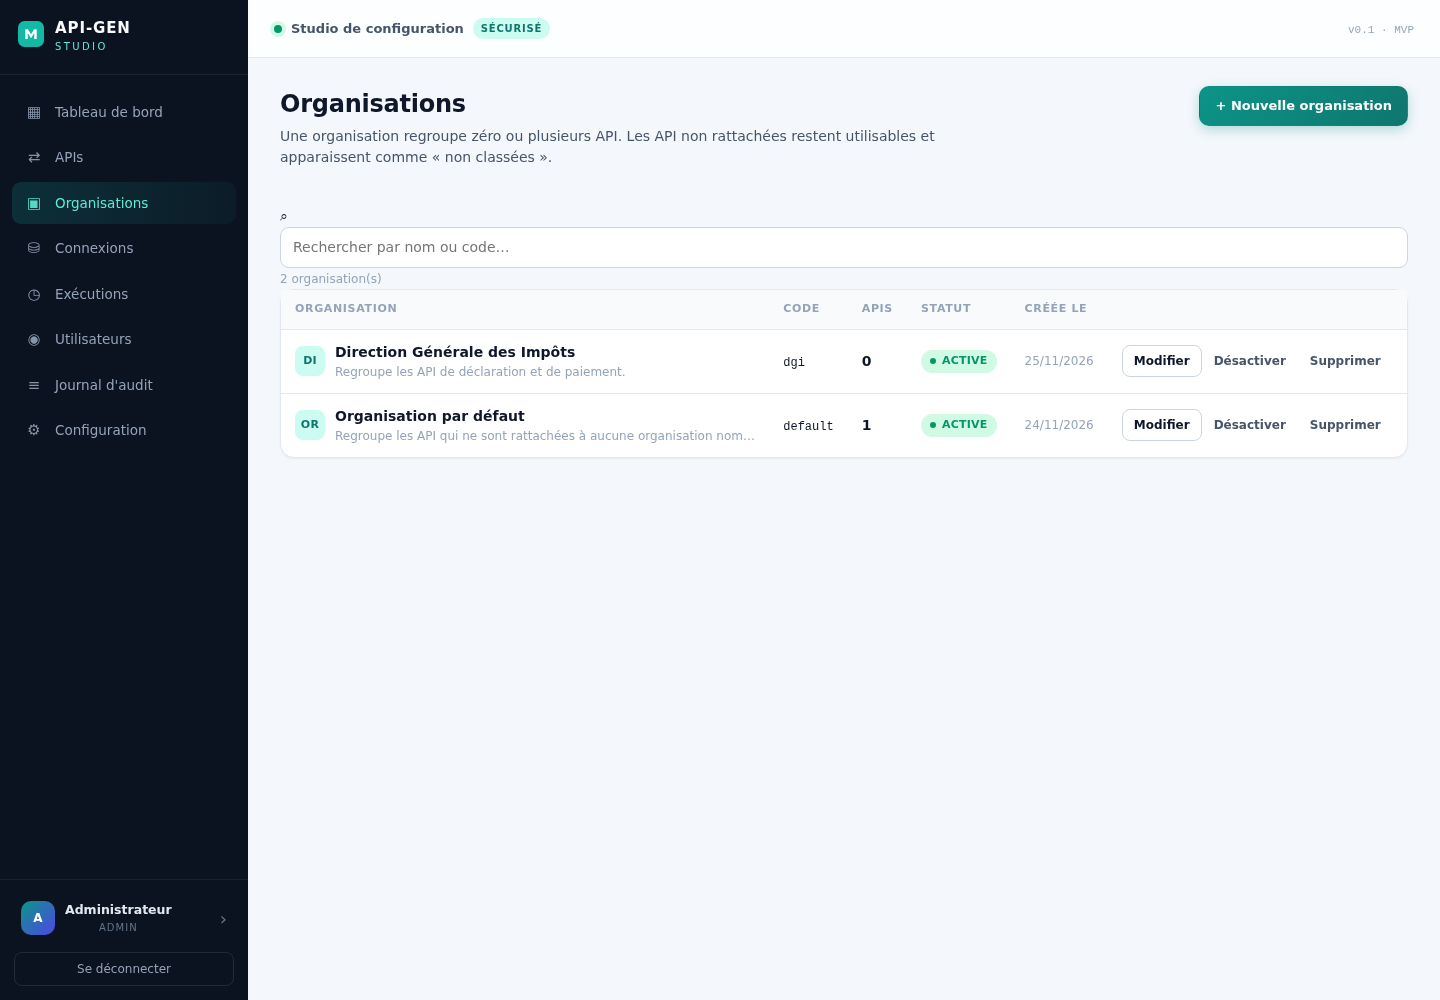 M
API-GEN
STUDIO
Tableau de bord
APIs
Organisations
Connexions
Exécutions
Utilisateurs
Journal d'audit
Configuration
A
Administrateur
ADMIN
Se déconnecter
Studio de configuration SÉCURISÉ
v0.1 · MVP
Organisations
+ Nouvelle organisation
Une organisation regroupe zéro ou plusieurs API. Les API non rattachées restent utilisables et
apparaissent comme « non classées ».
Rechercher par nom ou code…
2 organisation(s)
ORGANISATION CODE APIS STATUT CRÉÉE LE
DI Direction Générale des Impôts dgi 0 ACTIVE 25/11/2026 Modifier Désactiver Supprimer
Regroupe les API de déclaration et de paiement.
OR Organisation par défaut default 1 ACTIVE 24/11/2026 Modifier Désactiver Supprimer
Regroupe les API qui ne sont rattachées à aucune organisation nom…